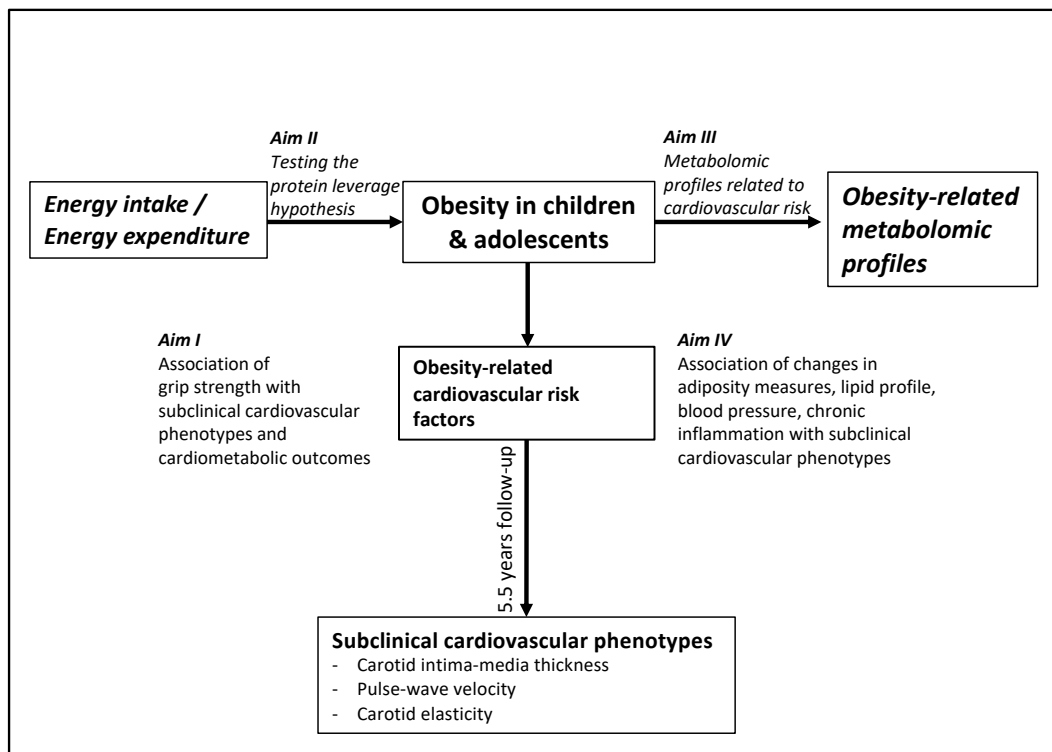 Aim II
Testing the
protein leverage
hypothesis
Aim III
Metabolomic
profiles related to
cardiovascular risk
Energy intake /
Energy expenditure
Obesity in children
& adolescents
Obesity-related
metabolomic
profiles
Aim I
Association of
grip strength with
subclinical cardiovascular
phenotypes and
cardiometabolic outcomes
Obesity-related
cardiovascular risk
factors
Aim IV
Association of changes in
adiposity measures, lipid profile,
blood pressure, chronic
inflammation with subclinical
cardiovascular phenotypes
5.5 years follow-up
Subclinical cardiovascular phenotypes
- Carotid intima-media thickness
- Pulse-wave velocity
- Carotid elasticity